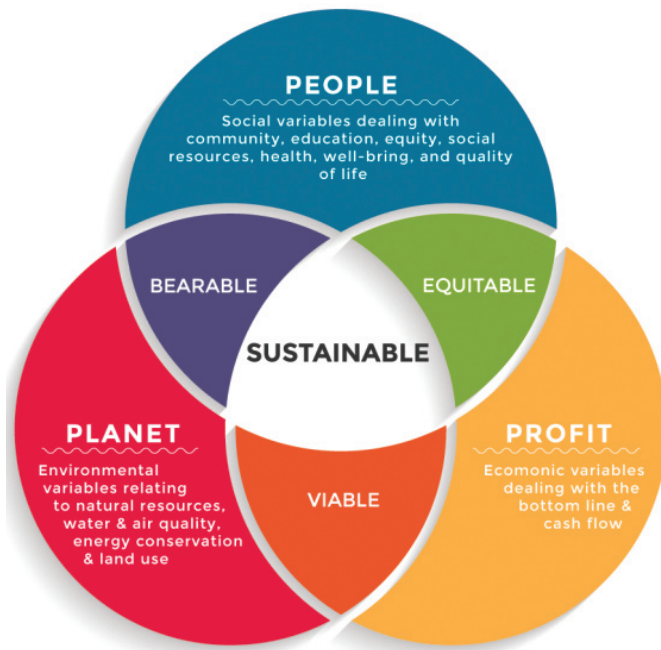 PEOPLE
Social variables dealing with
community, education, equity, social
resources, health, well-bring, and quality
of life
BEARABLE
EQUITABLE
SUSTAINABLE
PLANET
Environmental
variables relating
to natural resources,
water & air quality,
energy conservation
& land use
VIABLE
PROFIT
Ecomonic variables
dealing with the
bottom line &
cash flow